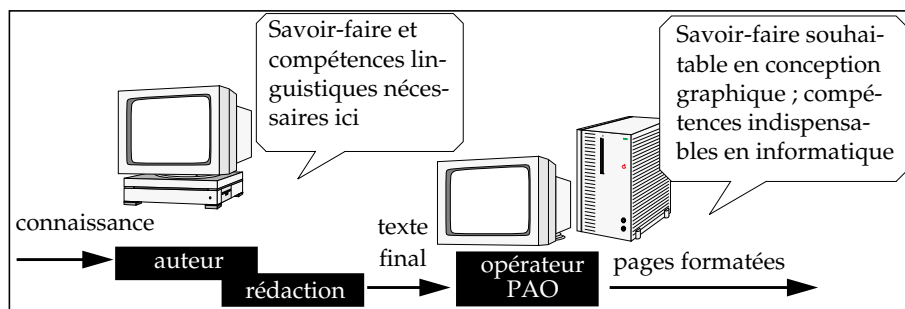 Savoir-faire et
compétences lin-
guistiques néces-
saires ici
Savoir-faire souhai-
table en conception
graphique ; compé-
tences indispensa-
bles en informatique
connaissance
auteur
rédaction
texte
final
opérateur
PAO
pages formatées